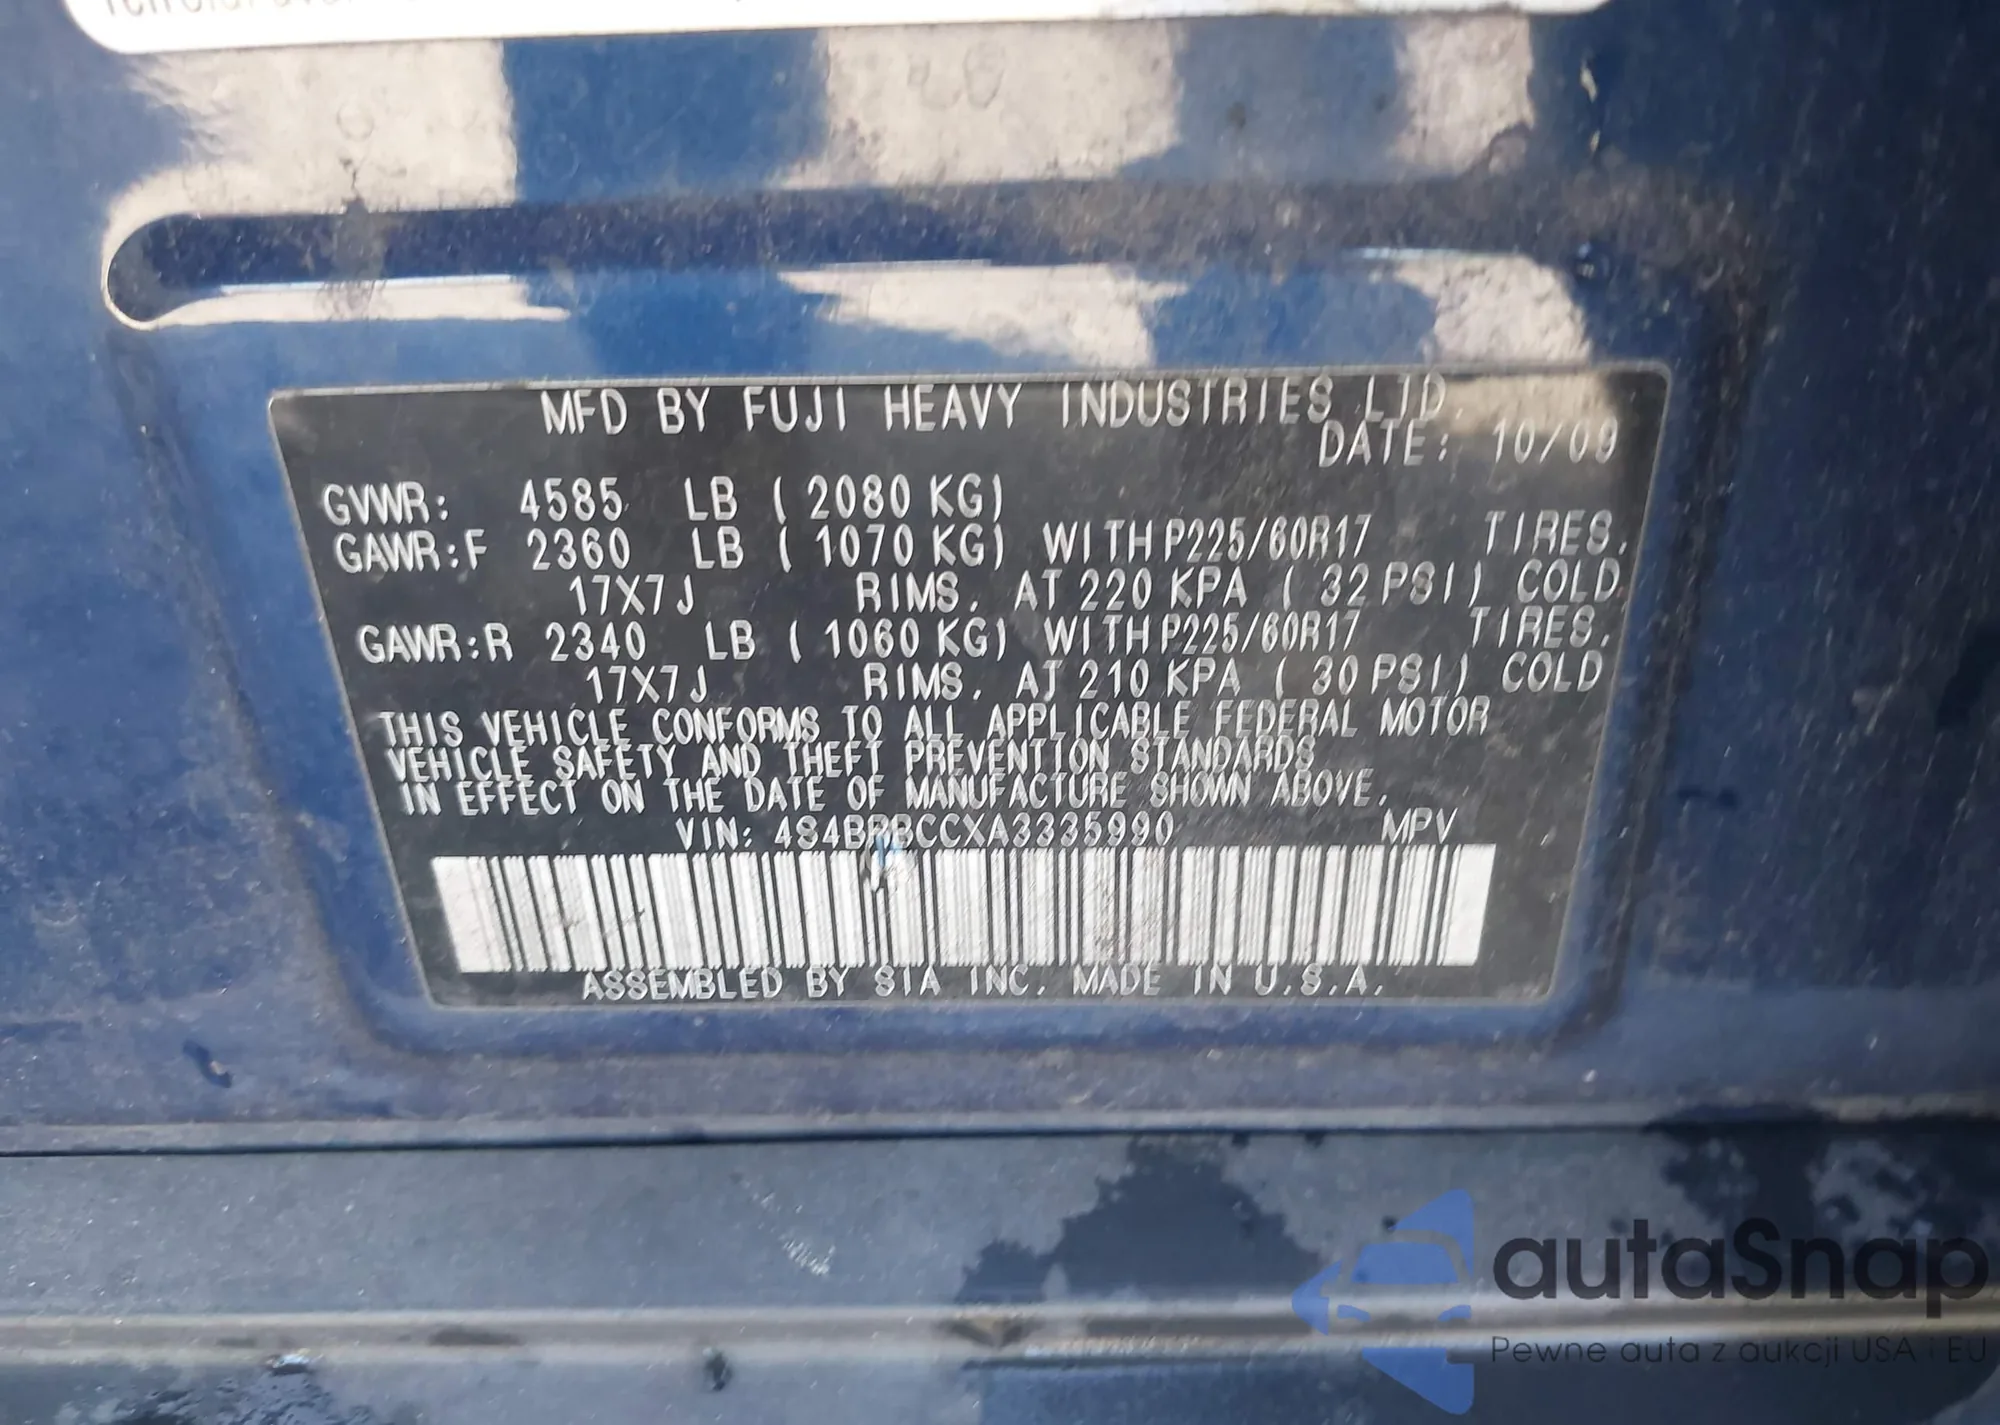 MFD BY FUJI HEAVY INDUSTRIES LTD.
DATE: 10/09
GVWR: 4585 LB (2080 KG)
GAWR:F 2360 LB (1070 KG) WITH P225/60R17 TIRES,
17X7J RIMS, AT 220 KPA (32 PSI) COLD
GAWR:R 2340 LB (1060 KG) WITH P225/60R17 TIRES,
17X7J RIMS, AT 210 KPA (30 PSI) COLD
THIS VEHICLE CONFORMS TO ALL APPLICABLE FEDERAL MOTOR
VEHICLE SAFETY AND THEFT PREVENTION STANDARDS
IN EFFECT ON THE DATE OF MANUFACTURE SHOWN ABOVE.
VIN: 4S4BRBCCXA3335990 MPV
ASSEMBLED BY SIA INC. MADE IN U.S.A.
autaSnap
Pewne auta z aukcji USA i EU